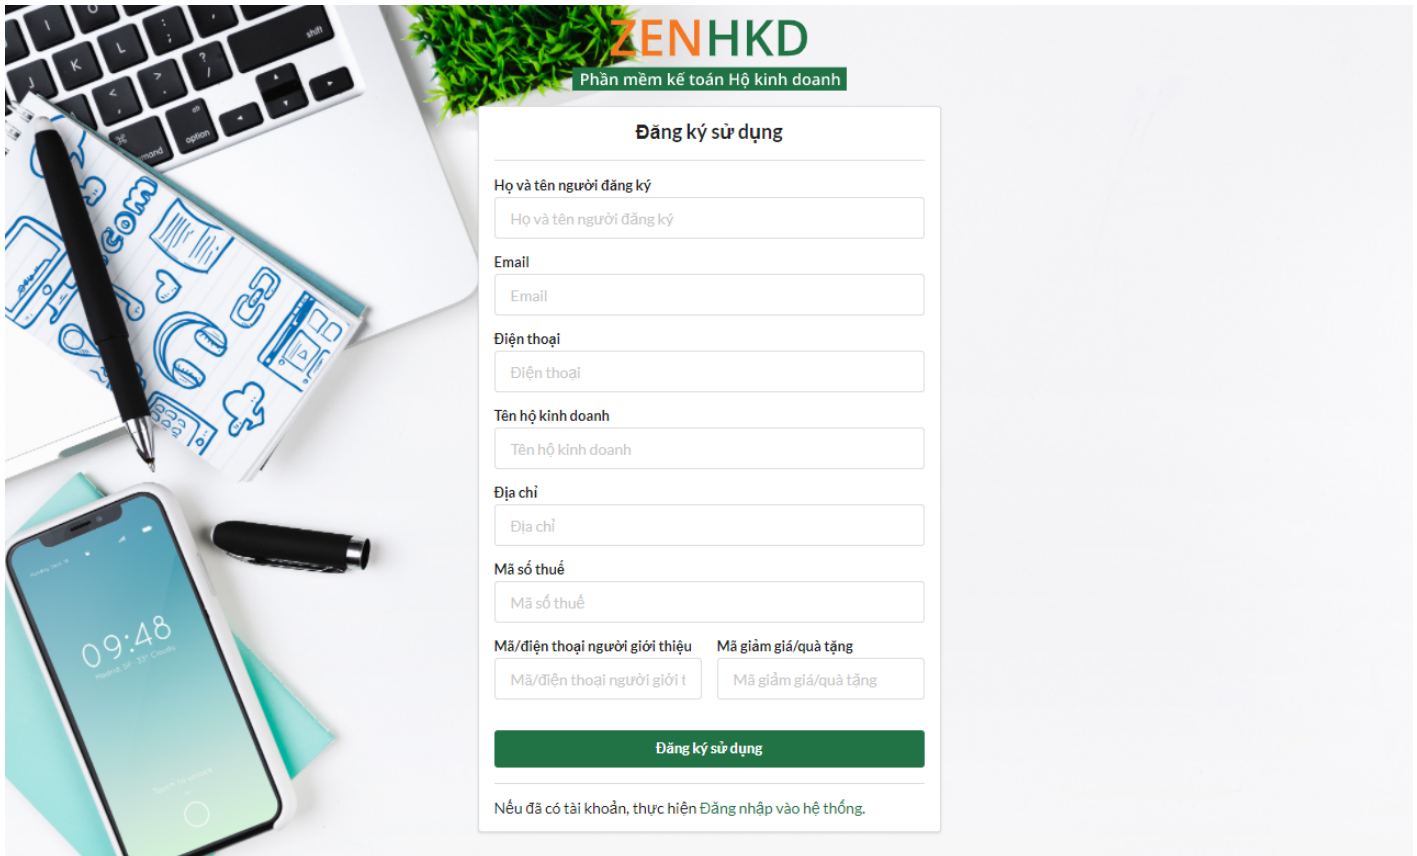 ZENHKD
Phần mềm kế toán Hộ kinh doanh
Đăng ký sử dụng
Họ và tên người đăng ký
Họ và tên người đăng ký
Email
Email
Điện thoại
Điện thoại
Tên hộ kinh doanh
Tên hộ kinh doanh
Địa chỉ
Địa chỉ
Mã số thuế
Mã số thuế
Mã/điện thoại người giới thiệu Mã giảm giá/quà tặng
Mã/điện thoại người giới t Mã giảm giá/quà tặng
Đăng ký sử dụng
Nếu đã có tài khoản, thực hiện Đăng nhập vào hệ thống.
shift
option
com
09:48